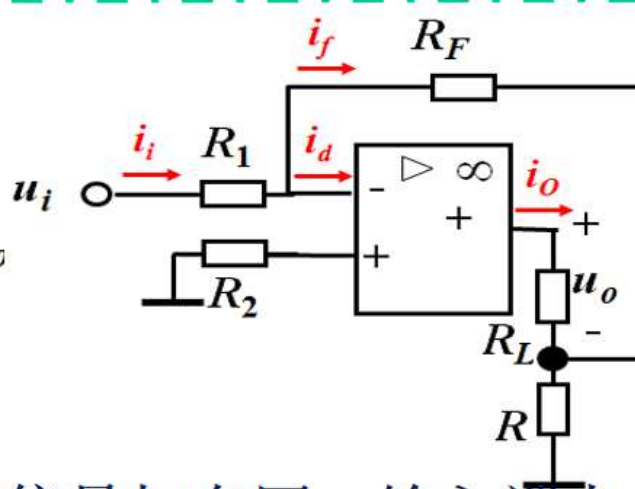 i_f R_F
i_i R_1 i_d ▷ ∞ i_O
u_i - + +
+ u_o
R_2 R_L -
R